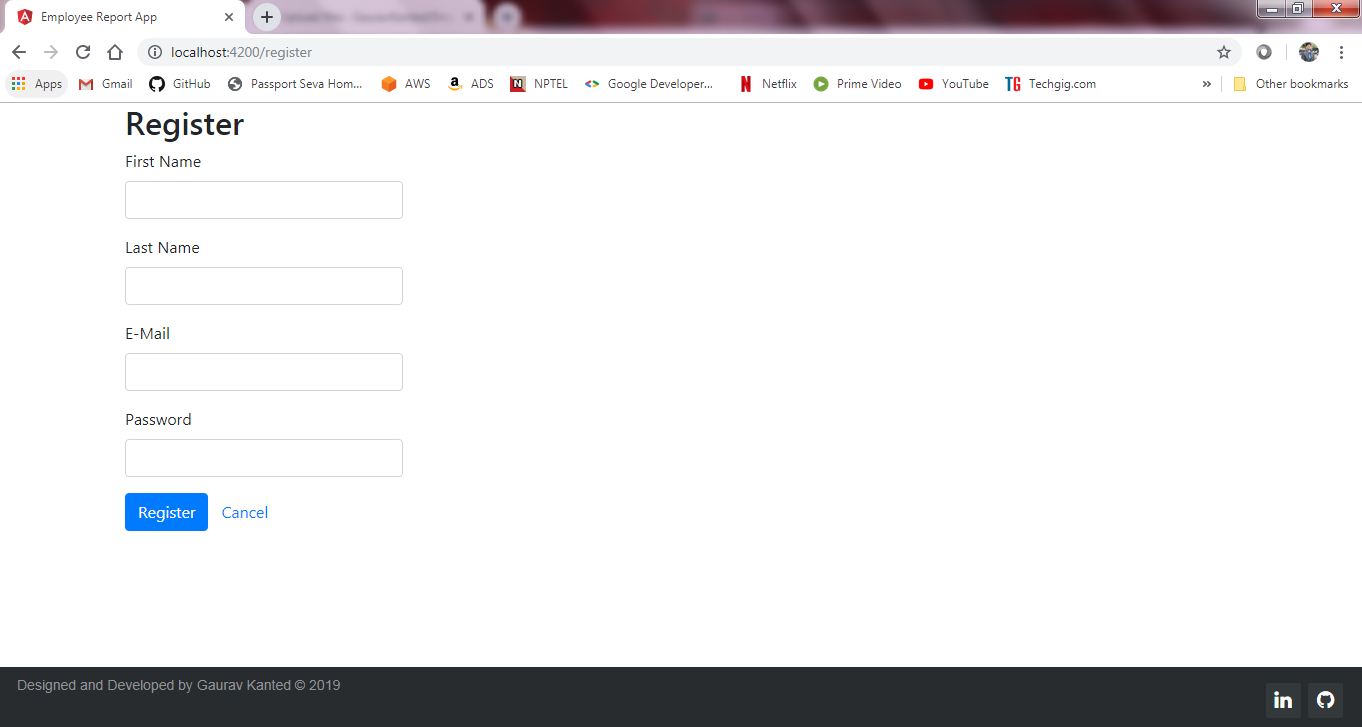 Employee Report App
localhost:4200/register
Apps Gmail GitHub Passport Seva Hom... AWS ADS NPTEL Google Developer... Netflix Prime Video YouTube TG Techgig.com » Other bookmarks
Register
First Name
Last Name
E-Mail
Password
Register Cancel
Designed and Developed by Gaurav Kanted © 2019
in